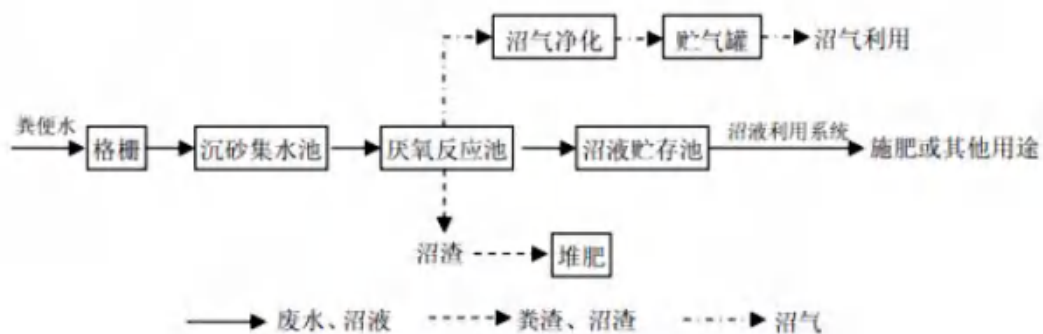 沼气净化 贮气罐 沼气利用
粪便水 格栅 沉砂集水池 厌氧反应池 沼液贮存池 沼液利用系统 施肥或其他用途
沼渣 堆肥
废水、沼液 粪渣、沼渣 沼气